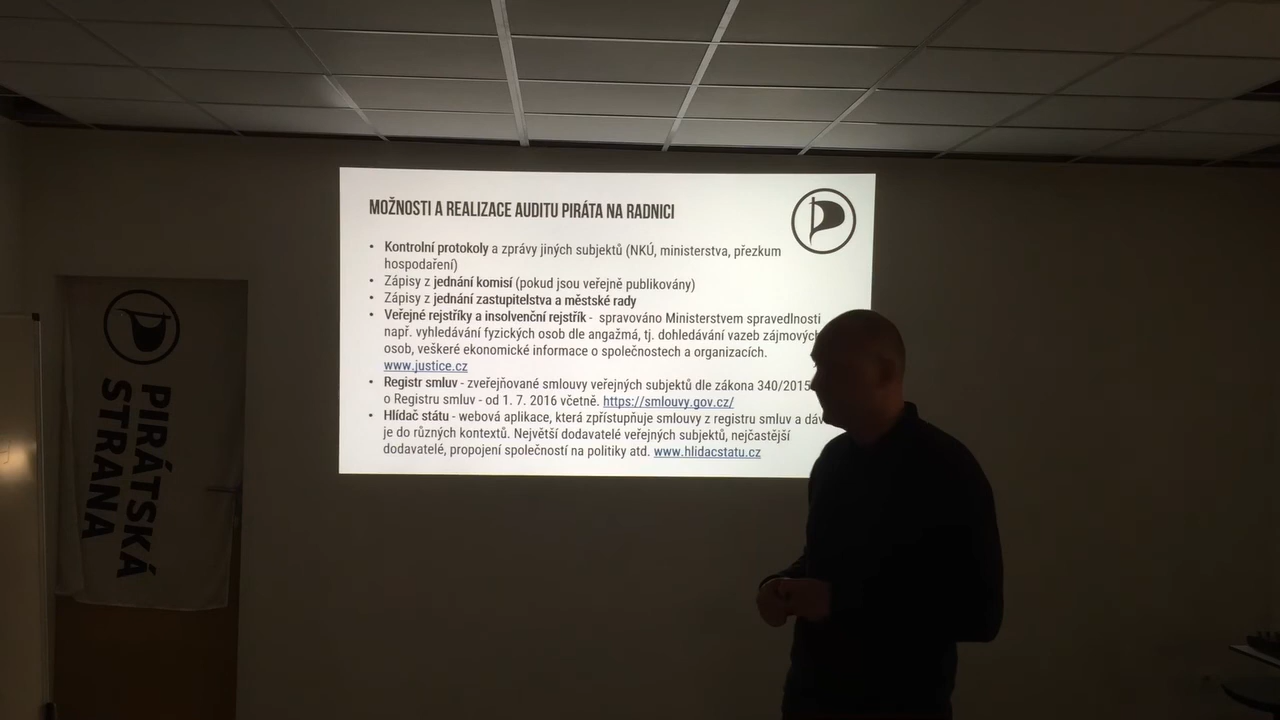 MOŽNOSTI A REALIZACE AUDITU PIRÁTA NA RADNICI
• Kontrolní protokoly a zprávy jiných subjektů (NKÚ, ministerstva, přezkum
hospodaření)
• Zápisy z jednání komisí (pokud jsou veřejně publikovány)
• Zápisy z jednání zastupitelstva a městské rady
• Veřejné rejstříky a insolvenční rejstřík - spravováno Ministerstvem spravedlnosti
např. vyhledávání fyzických osob dle angažmá, tj. dohledávání vazeb zájmových
osob, veškeré ekonomické informace o společnostech a organizacích.
www.justice.cz
• Registr smluv - zveřejňované smlouvy veřejných subjektů dle zákona 340/2015
o Registru smluv - od 1. 7. 2016 včetně. https://smlouvy.gov.cz/
• Hlídač státu - webová aplikace, která zpřístupňuje smlouvy z registru smluv a
je do různých kontextů. Největší dodavatelé veřejných subjektů, nejčastější
dodavatelé, propojení společností na politiky atd. www.hlidacstatu.cz
PIRÁTSKÁ
STRANA